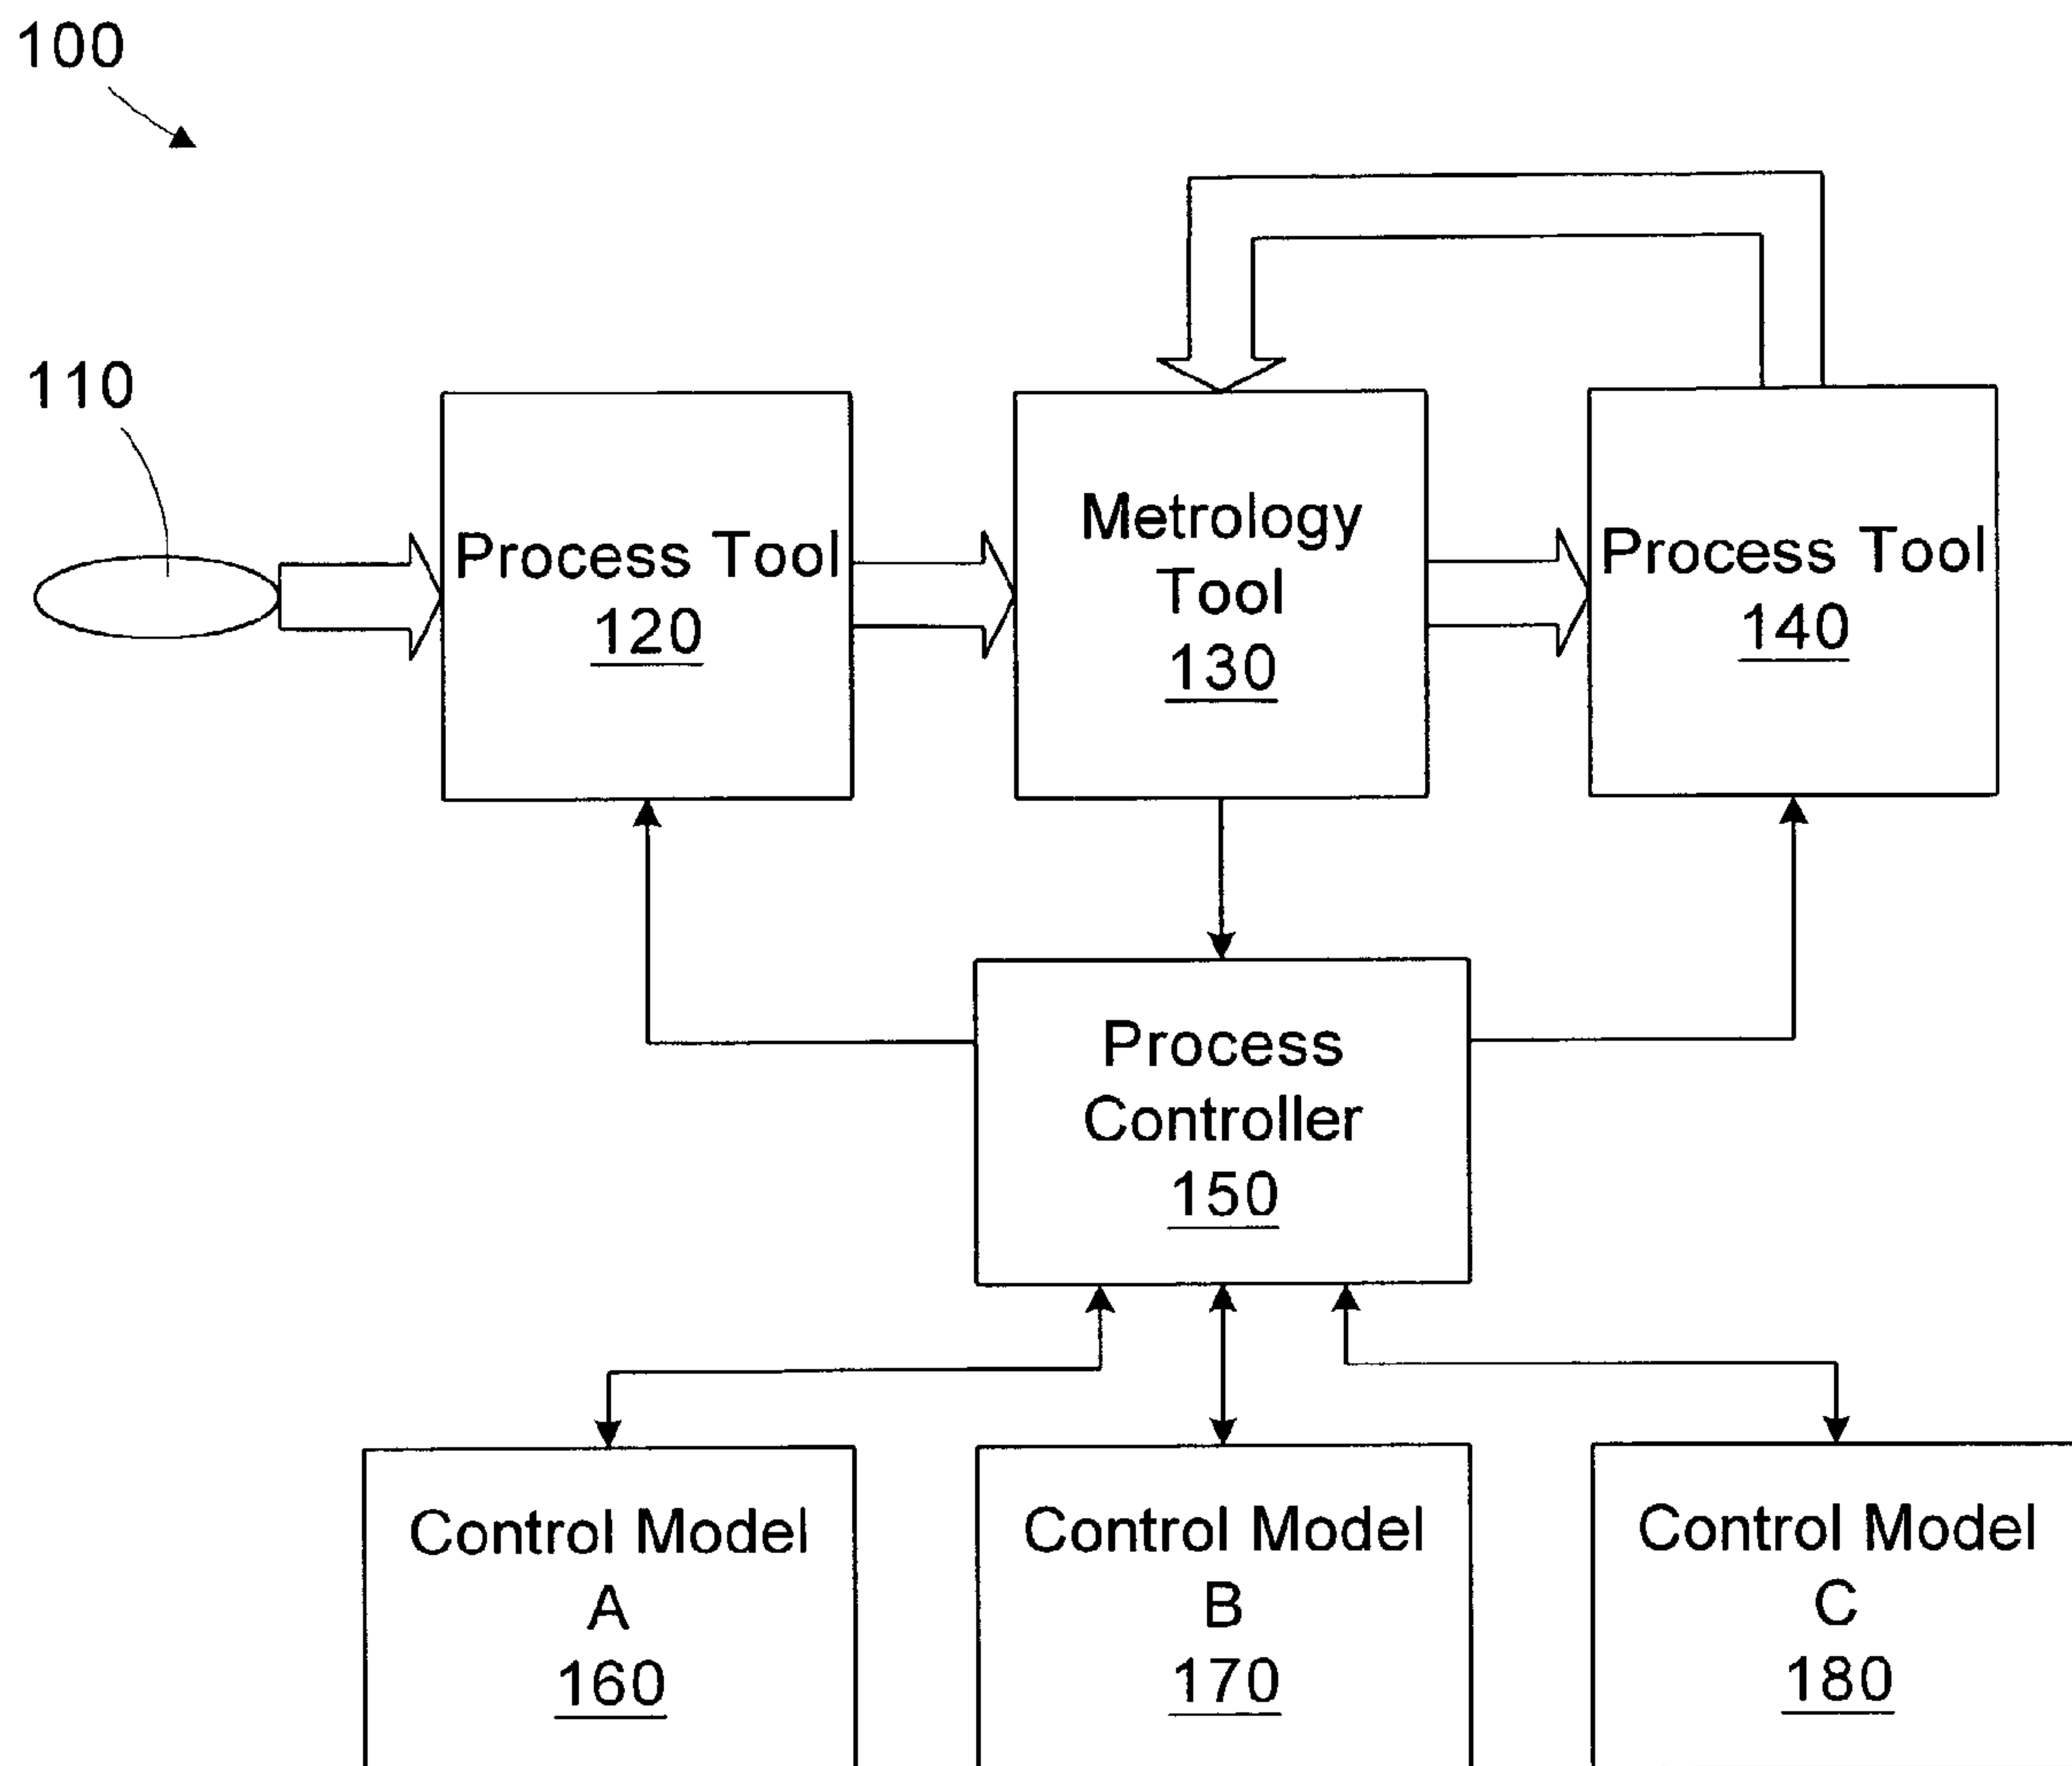 100
110
Process Tool
120
Metrology
Tool
130
Process Tool
140
Process
Controller
150
Control Model
A
160
Control Model
B
170
Control Model
C
180